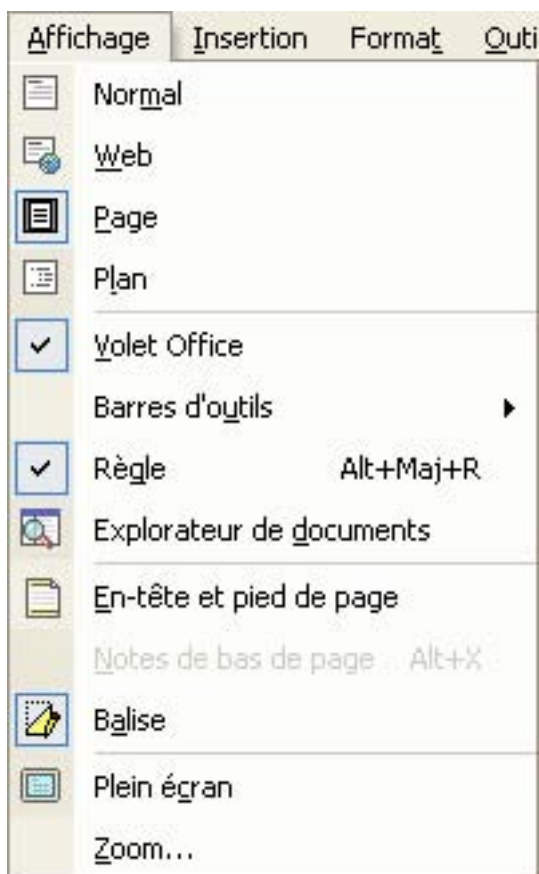 Affichage Insertion Format Outi
Normal
Web
Page
Plan
Volet Office
Barres d'outils
Règle Alt+Maj+R
Explorateur de documents
En-tête et pied de page
Notes de bas de page Alt+X
Balise
Plein écran
Zoom...